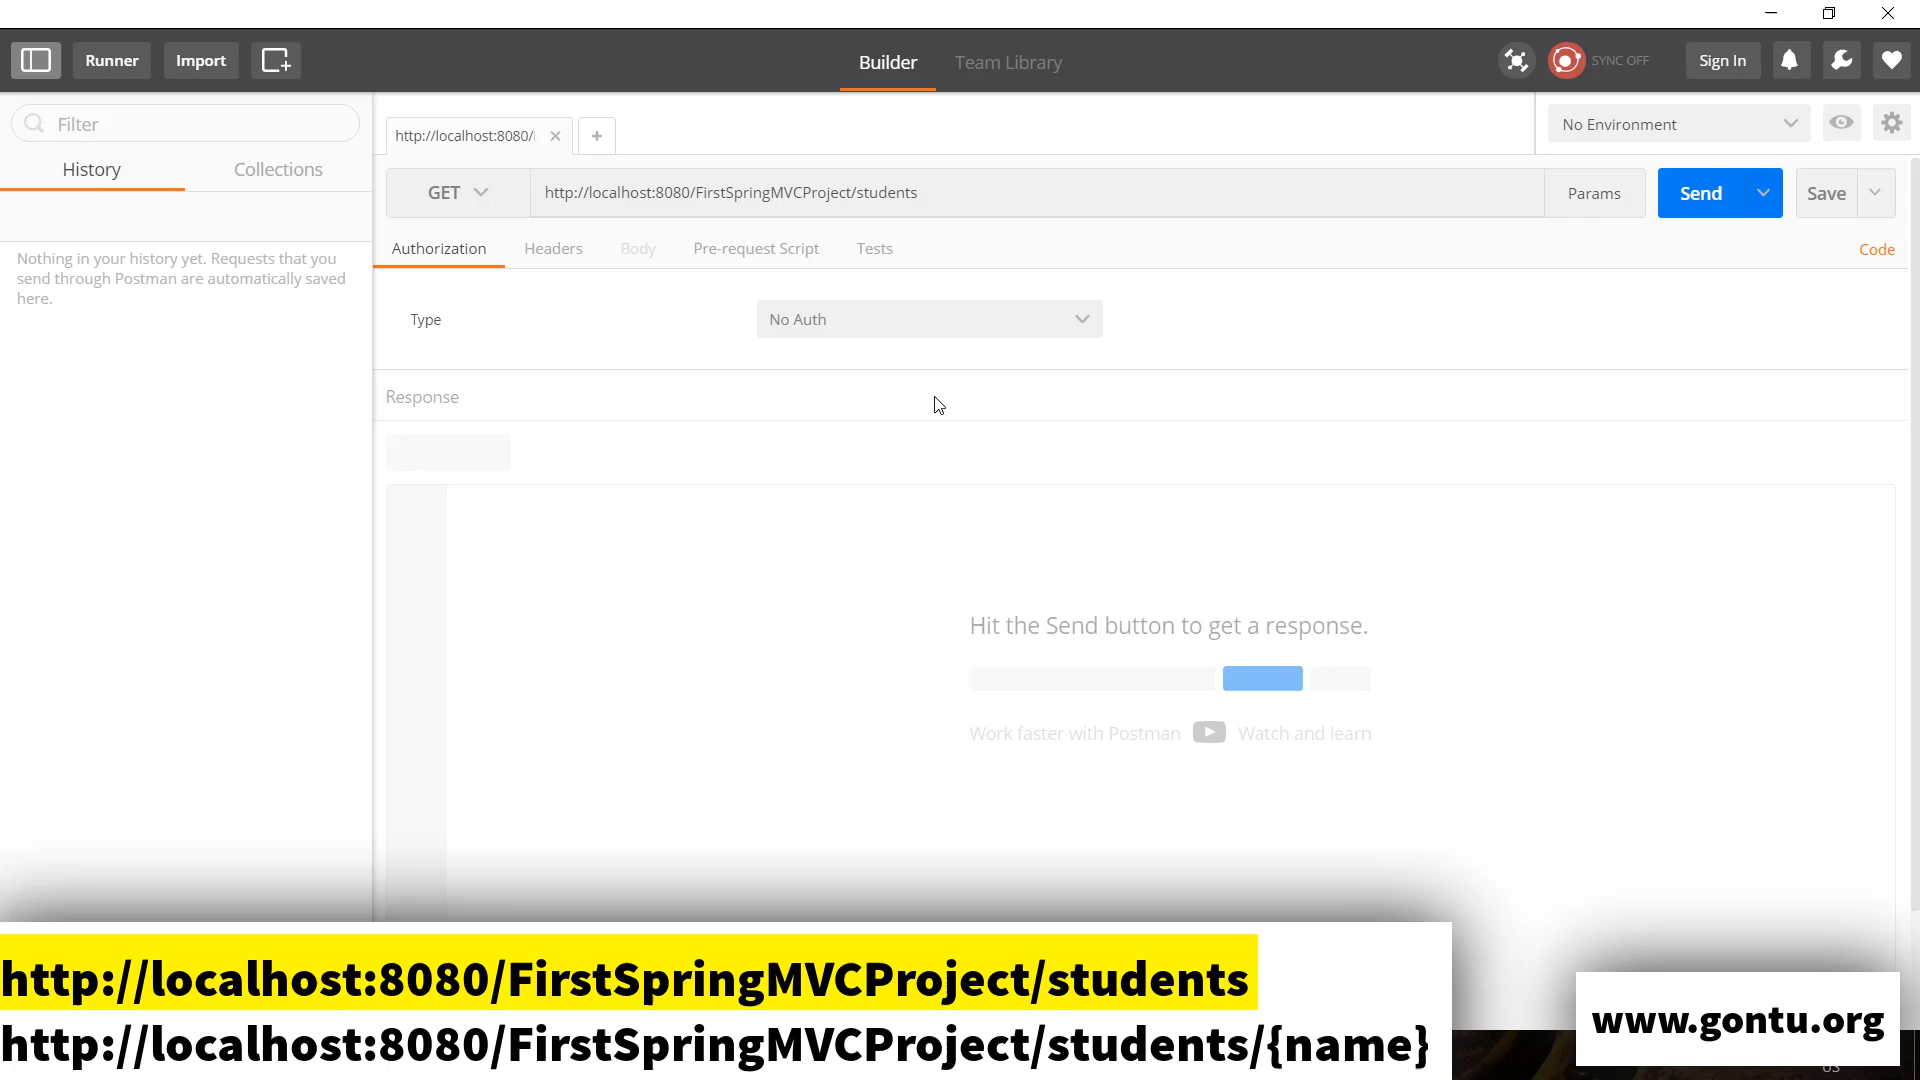 Runner
Import
Builder
Team Library
SYNC OFF
Sign In
Filter
History
Collections
Nothing in your history yet. Requests that you
send through Postman are automatically saved
here.
http://localhost:8080/
No Environment
GET
http://localhost:8080/FirstSpringMVCProject/students
Params
Send
Save
Authorization
Headers
Body
Pre-request Script
Tests
Code
Type
No Auth
Response
Hit the Send button to get a response.
Work faster with Postman
Watch and learn
http://localhost:8080/FirstSpringMVCProject/students
http://localhost:8080/FirstSpringMVCProject/students/{name}
www.gontu.org